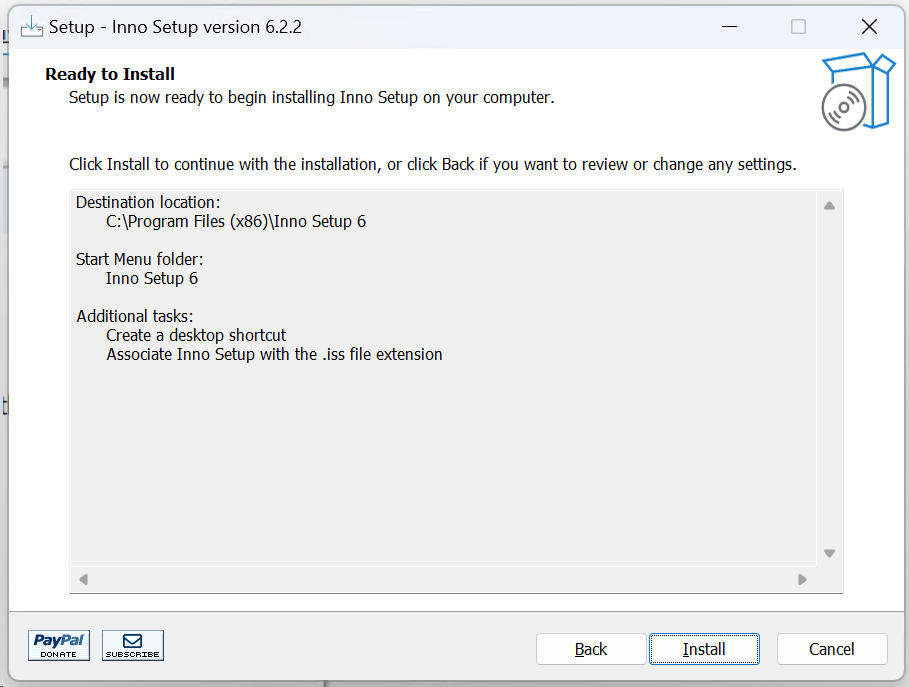 Setup - Inno Setup version 6.2.2
Ready to Install
Setup is now ready to begin installing Inno Setup on your computer.
Click Install to continue with the installation, or click Back if you want to review or change any settings.
Destination location:
C:\Program Files (x86)\Inno Setup 6
Start Menu folder:
Inno Setup 6
Additional tasks:
Create a desktop shortcut
Associate Inno Setup with the .iss file extension
PayPal
DONATE
SUBSCRIBE
Back
Install
Cancel